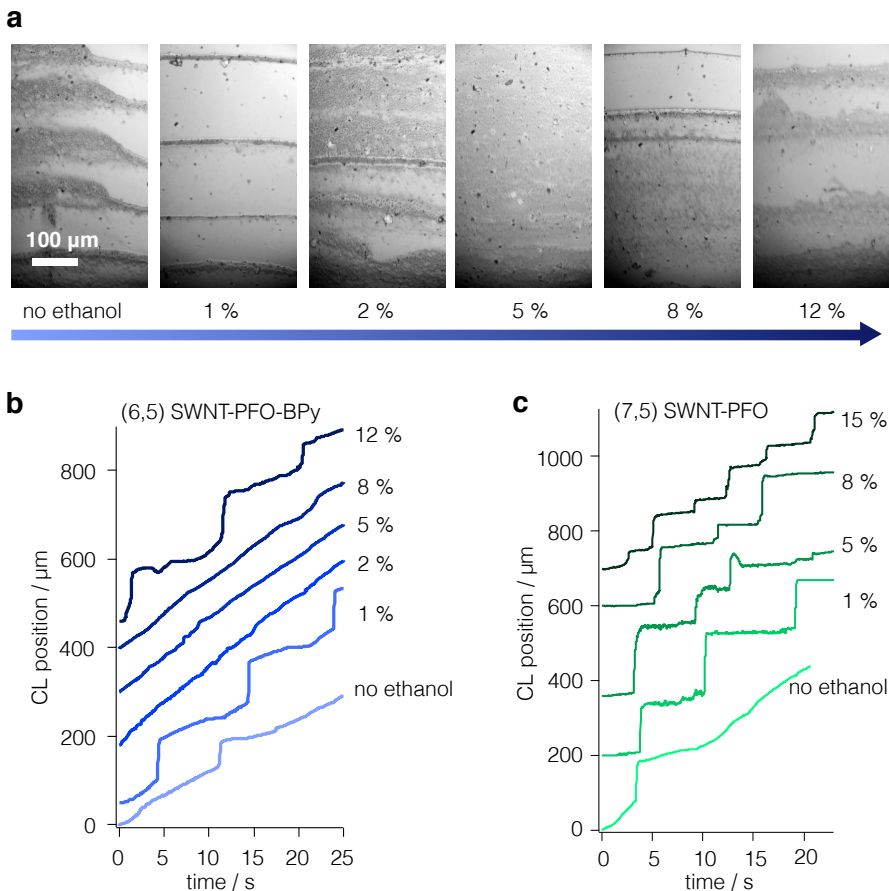 a
100 µm
no ethanol 1 % 2 % 5 % 8 % 12 %
b
(6,5) SWNT-PFO-BPy
CL position / µm
800
600
400
200
0
12 %
8 %
5 %
2 %
1 %
no ethanol
0 5 10 15 20 25
time / s
c
(7,5) SWNT-PFO
CL position / µm
1000
800
600
400
200
0
15 %
8 %
5 %
1 %
no ethanol
0 5 10 15 20
time / s